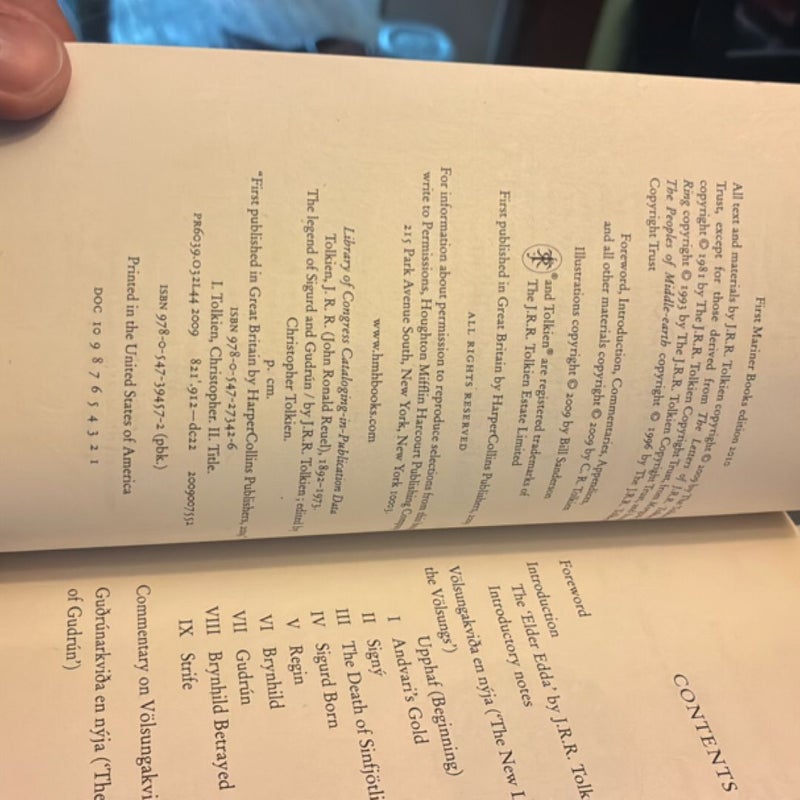 First Mariner Books edition 2010
All text and materials by J.R.R. Tolkien copyright © 2009 by
Trust, except for those derived from The Letters of J.R.R.
copyright © 1981 by The J.R.R. Tolkien Copyright Trust,
Ring copyright © 1993 by The J.R.R. Tolkien Copyright Trust
The Peoples of Middle-earth copyright © 1996 by The J.R.R.
Copyright Trust
Foreword, Introduction, Commentaries, Appendices,
and all other materials copyright © 2009 by C.R. Tolkien
Illustrations copyright © 2009 by Bill Sanderson
® and Tolkien® are registered trademarks of
The J.R.R. Tolkien Estate Limited
First published in Great Britain by HarperCollins Publishers,
ALL RIGHTS RESERVED
For information about permission to reproduce selections from this
write to Permissions, Houghton Mifflin Harcourt Publishing
215 Park Avenue South, New York, New York 10003.
www.hmhbooks.com
Library of Congress Cataloging-in-Publication Data
Tolkien, J. R. R. (John Ronald Reuel), 1892–1973.
The legend of Sigurd and Gudrún / by J.R.R. Tolkien ; edited by
Christopher Tolkien.
p. cm.
"First published in Great Britain by HarperCollins Publishers,
ISBN 978-0-547-27342-6
I. Tolkien, Christopher. II. Title.
PR6039.O32L44 2009 821'.912—dc22 2009007552
ISBN 978-0-547-39457-2 (pbk.)
Printed in the United States of America
DOC 10 9 8 7 6 5 4 3 2 1
CONTENTS
Foreword
Introduction
The 'Elder Edda' by J.R.R. Tolk
Introductory notes
Völsungakviða en nýja ('The New L
the Völsungs')
Upphaf (Beginning)
I Andvari's Gold
II Signý
III The Death of Sinfjötli
IV Sigurd Born
V Regin
VI Brynhild
VII Gudrún
VIII Brynhild Betrayed
IX Strife
Commentary on Völsungakvi
Guðrúnarkviða en nýja ('The
of Gudrún')